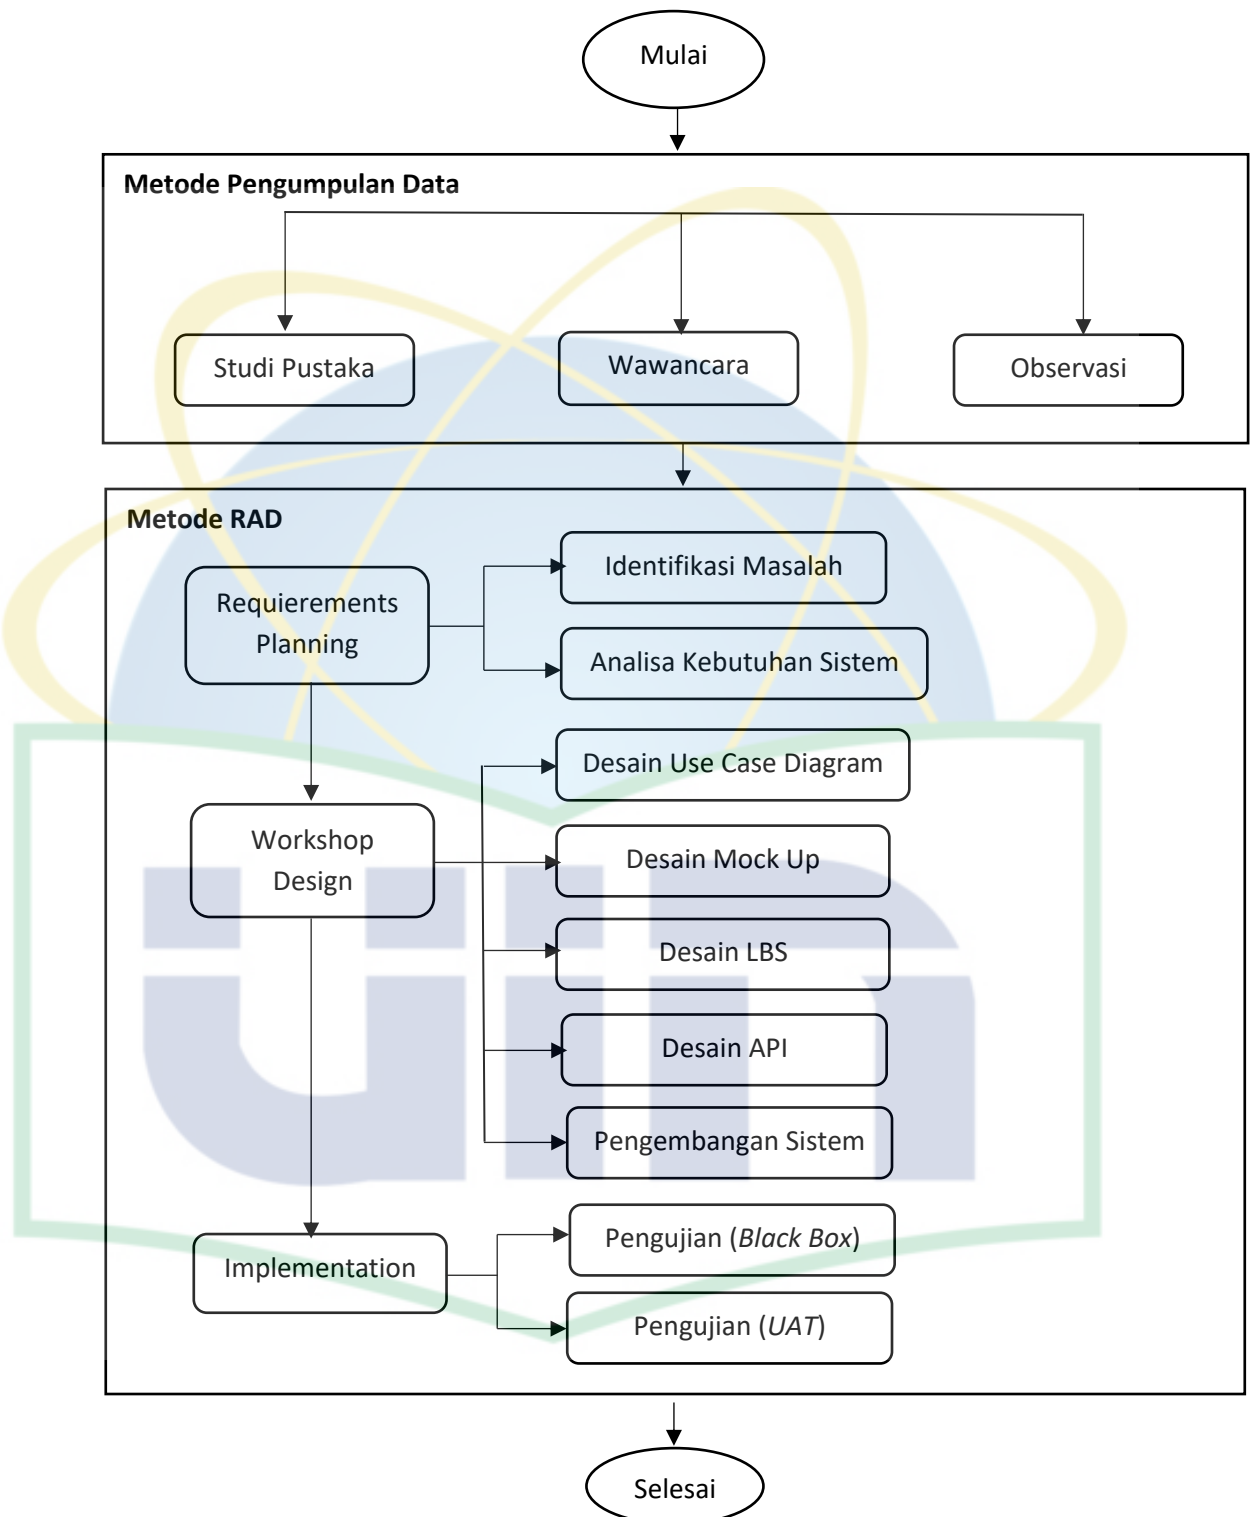 Mulai
Metode Pengumpulan Data
Studi Pustaka
Wawancara
Observasi
Metode RAD
Requierements
Planning
Identifikasi Masalah
Analisa Kebutuhan Sistem
Workshop
Design
Desain Use Case Diagram
Desain Mock Up
Desain LBS
Desain API
Pengembangan Sistem
Implementation
Pengujian (Black Box)
Pengujian (UAT)
Selesai
uin